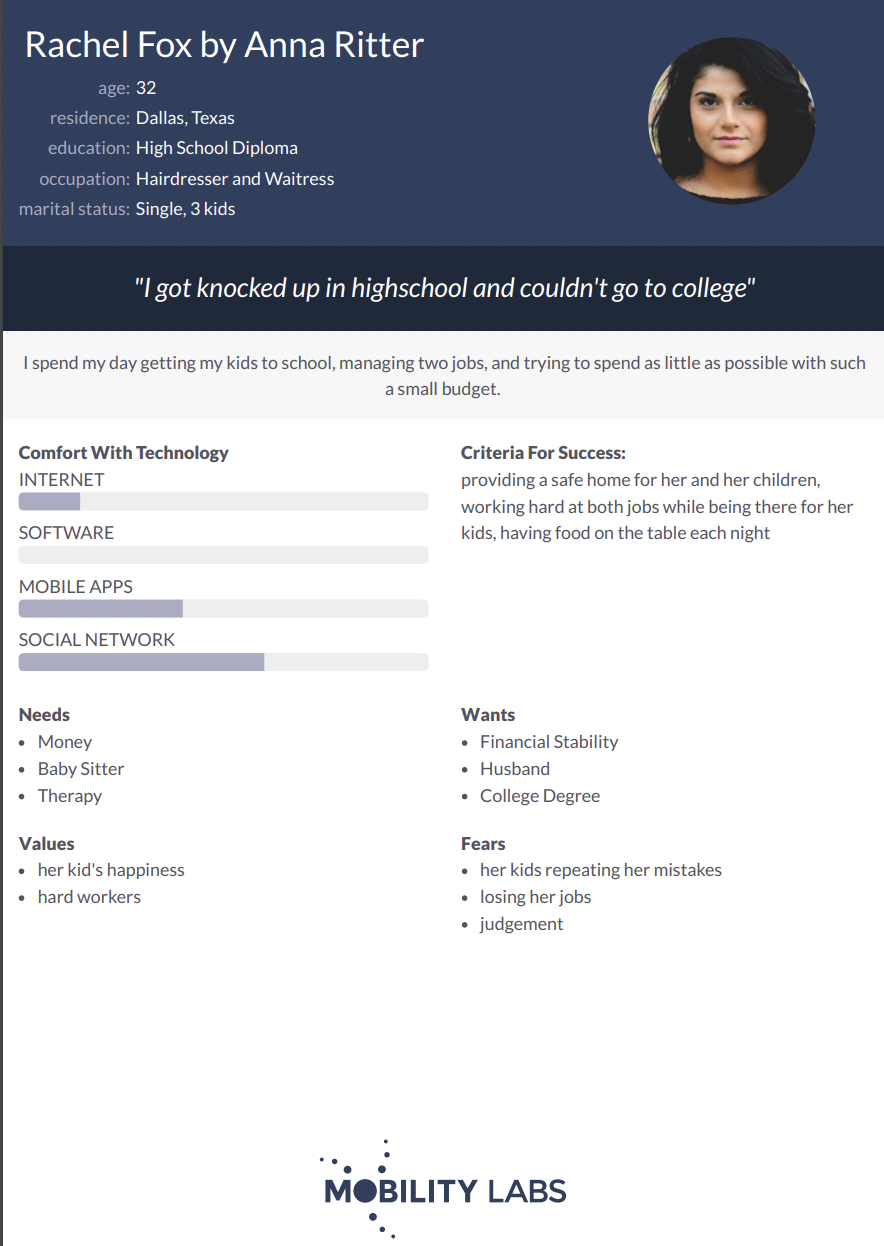 Rachel Fox by Anna Ritter
age: 32
residence: Dallas, Texas
education: High School Diploma
occupation: Hairdresser and Waitress
marital status: Single, 3 kids
"I got knocked up in highschool and couldn't go to college"
I spend my day getting my kids to school, managing two jobs, and trying to spend as little as possible with such
a small budget.
Comfort With Technology
INTERNET
SOFTWARE
MOBILE APPS
SOCIAL NETWORK
Criteria For Success:
providing a safe home for her and her children,
working hard at both jobs while being there for her
kids, having food on the table each night
Needs
• Money
• Baby Sitter
• Therapy
Wants
• Financial Stability
• Husband
• College Degree
Values
• her kid's happiness
• hard workers
Fears
• her kids repeating her mistakes
• losing her jobs
• judgement
MOBILITY LABS